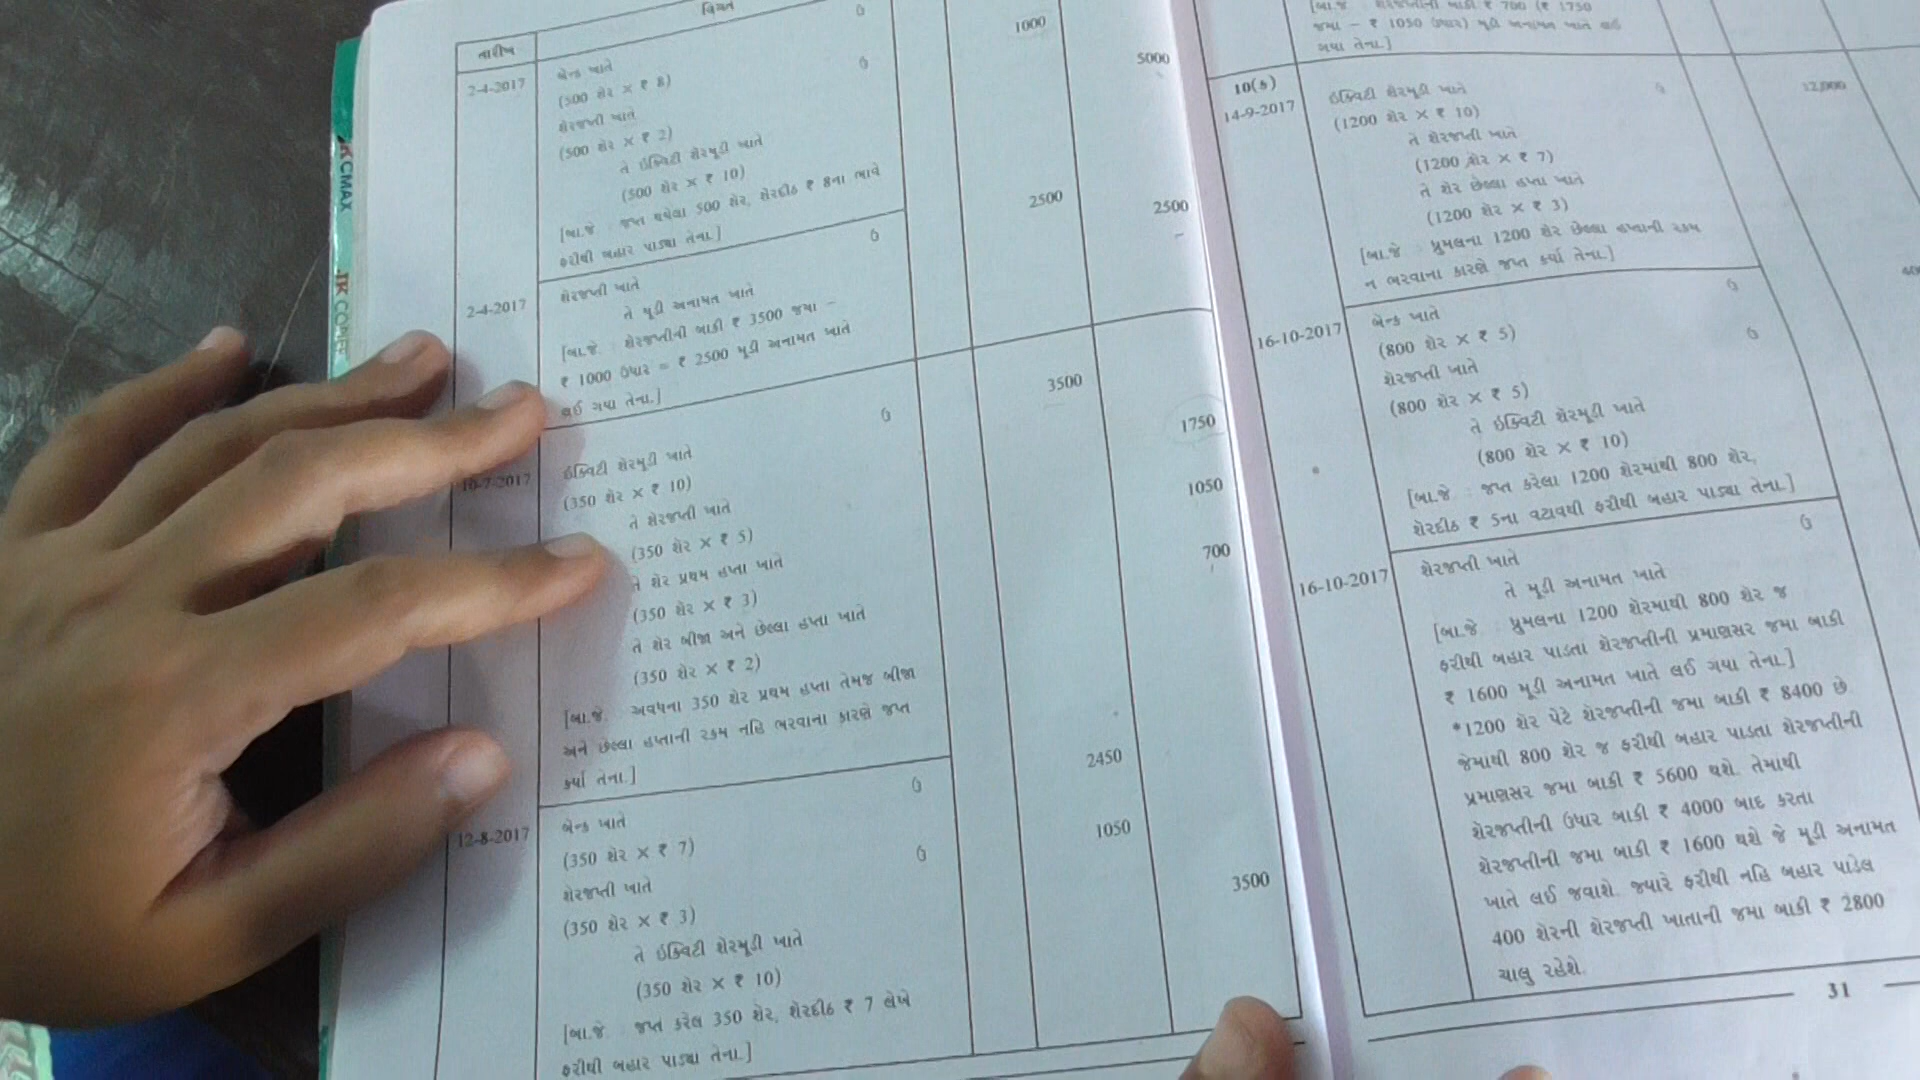 તારીખ વિગત
1000
5000
2-4-2017 બેન્ક ખાતે ઉ
(500 શેર × ₹ 8)
શેરજપ્તી ખાતે ઉ
(500 શેર × ₹ 2)
તે ઈક્વિટી શેરમૂડી ખાતે
(500 શેર × ₹ 10)
[બા.જે. : જપ્ત થયેલા 500 શેર, શેરદીઠ ₹ 8ના ભાવે
ફરીથી બહાર પાડ્યા તેના.]
2-4-2017 શેરજપ્તી ખાતે ઉ 2500
તે મૂડી અનામત ખાતે 2500
[બા.જે. : શેરજપ્તીની બાકી ₹ 3500 જમા –
₹ 1000 ઉધાર = ₹ 2500 મૂડી અનામત ખાતે
લઈ ગયા તેના.]
10-7-2017 ઈક્વિટી શેરમૂડી ખાતે ઉ 3500
(350 શેર × ₹ 10)
તે શેરજપ્તી ખાતે 1750
(350 શેર × ₹ 5)
તે શેર પ્રથમ હપ્તા ખાતે 1050
(350 શેર × ₹ 3)
તે શેર બીજા અને છેલ્લા હપ્તા ખાતે 700
(350 શેર × ₹ 2)
[બા.જે. : અવધના 350 શેર પ્રથમ હપ્તા તેમજ બીજા
અને છેલ્લા હપ્તાની રકમ નહિ ભરવાના કારણે જપ્ત
કર્યા તેના.]
12-8-2017 બેન્ક ખાતે ઉ 2450
(350 શેર × ₹ 7)
શેરજપ્તી ખાતે ઉ 1050
(350 શેર × ₹ 3)
તે ઈક્વિટી શેરમૂડી ખાતે 3500
(350 શેર × ₹ 10)
[બા.જે. : જપ્ત કરેલ 350 શેર, શેરદીઠ ₹ 7 લેખે
ફરીથી બહાર પાડ્યા તેના.]
[બા.જે. : શેરજપ્તીની બાકી ₹ 700 (₹ 1750
જમા – ₹ 1050 ઉધાર) મૂડી અનામત ખાતે લઈ
ગયા તેના.]
10(ક)
14-9-2017 ઈક્વિટી શેરમૂડી ખાતે ઉ 12,000
(1200 શેર × ₹ 10)
તે શેરજપ્તી ખાતે
(1200 શેર × ₹ 7)
તે શેર છેલ્લા હપ્તા ખાતે
(1200 શેર × ₹ 3)
[બા.જે. : પ્રુમલના 1200 શેર છેલ્લા હપ્તાની રકમ
ન ભરવાના કારણે જપ્ત કર્યા તેના.]
16-10-2017 બેન્ક ખાતે ઉ
(800 શેર × ₹ 5)
શેરજપ્તી ખાતે ઉ
(800 શેર × ₹ 5)
તે ઈક્વિટી શેરમૂડી ખાતે
(800 શેર × ₹ 10)
[બા.જે. : જપ્ત કરેલા 1200 શેરમાંથી 800 શેર,
શેરદીઠ ₹ 5ના વટાવથી ફરીથી બહાર પાડ્યા તેના.]
16-10-2017 શેરજપ્તી ખાતે ઉ
તે મૂડી અનામત ખાતે
[બા.જે. : પ્રુમલના 1200 શેરમાંથી 800 શેર જ
ફરીથી બહાર પાડતા શેરજપ્તીની પ્રમાણસર જમા બાકી
₹ 1600 મૂડી અનામત ખાતે લઈ ગયા તેના.]
*1200 શેર પેટે શેરજપ્તીની જમા બાકી ₹ 8400 છે
જેમાંથી 800 શેર જ ફરીથી બહાર પાડતા શેરજપ્તીની
પ્રમાણસર જમા બાકી ₹ 5600 થશે. તેમાંથી
શેરજપ્તીની ઉધાર બાકી ₹ 4000 બાદ કરતા
શેરજપ્તીની જમા બાકી ₹ 1600 થશે જે મૂડી અનામત
ખાતે લઈ જવાશે. જ્યારે ફરીથી નહિ બહાર પાડેલ
400 શેરની શેરજપ્તી ખાતાની જમા બાકી ₹ 2800
ચાલુ રહેશે.
31